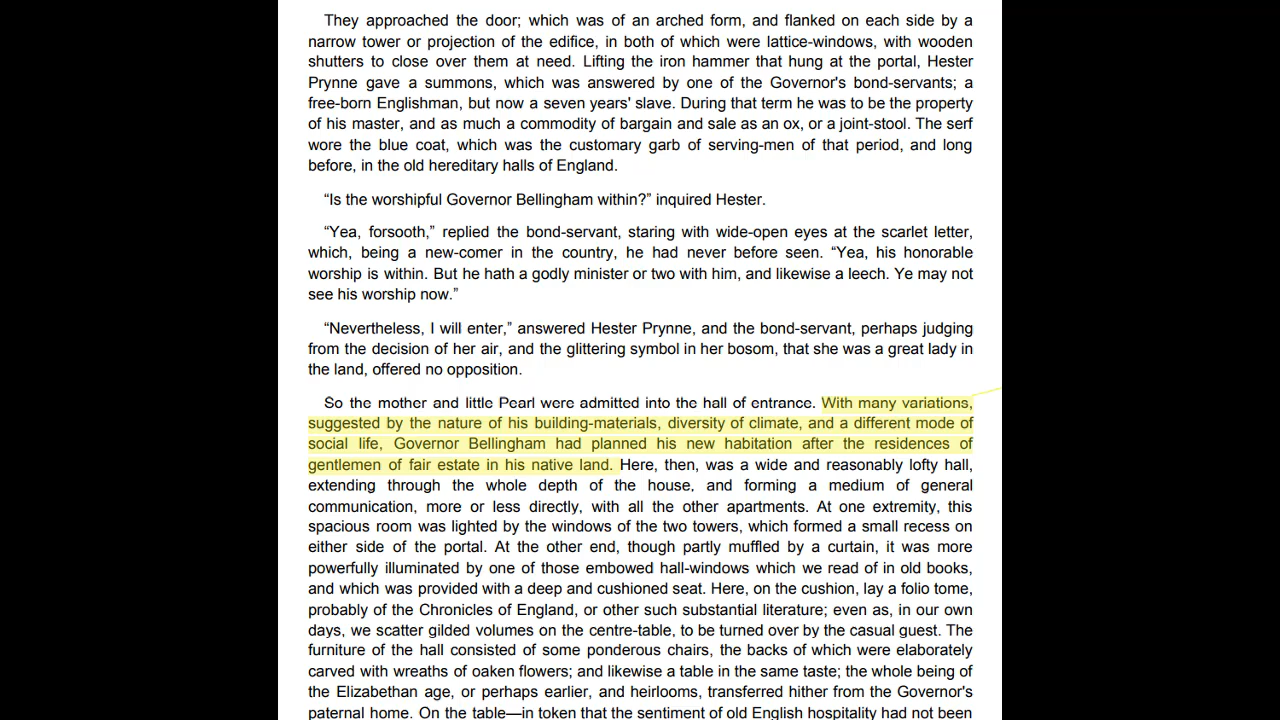 They approached the door; which was of an arched form, and flanked on each side by a
narrow tower or projection of the edifice, in both of which were lattice-windows, with wooden
shutters to close over them at need. Lifting the iron hammer that hung at the portal, Hester
Prynne gave a summons, which was answered by one of the Governor's bond-servants; a
free-born Englishman, but now a seven years' slave. During that term he was to be the property
of his master, and as much a commodity of bargain and sale as an ox, or a joint-stool. The serf
wore the blue coat, which was the customary garb of serving-men of that period, and long
before, in the old hereditary halls of England.
“Is the worshipful Governor Bellingham within?” inquired Hester.
“Yea, forsooth,” replied the bond-servant, staring with wide-open eyes at the scarlet letter,
which, being a new-comer in the country, he had never before seen. “Yea, his honorable
worship is within. But he hath a godly minister or two with him, and likewise a leech. Ye may not
see his worship now.”
“Nevertheless, I will enter,” answered Hester Prynne, and the bond-servant, perhaps judging
from the decision of her air, and the glittering symbol in her bosom, that she was a great lady in
the land, offered no opposition.
So the mother and little Pearl were admitted into the hall of entrance. With many variations,
suggested by the nature of his building-materials, diversity of climate, and a different mode of
social life, Governor Bellingham had planned his new habitation after the residences of
gentlemen of fair estate in his native land. Here, then, was a wide and reasonably lofty hall,
extending through the whole depth of the house, and forming a medium of general
communication, more or less directly, with all the other apartments. At one extremity, this
spacious room was lighted by the windows of the two towers, which formed a small recess on
either side of the portal. At the other end, though partly muffled by a curtain, it was more
powerfully illuminated by one of those embowed hall-windows which we read of in old books,
and which was provided with a deep and cushioned seat. Here, on the cushion, lay a folio tome,
probably of the Chronicles of England, or other such substantial literature; even as, in our own
days, we scatter gilded volumes on the centre-table, to be turned over by the casual guest. The
furniture of the hall consisted of some ponderous chairs, the backs of which were elaborately
carved with wreaths of oaken flowers; and likewise a table in the same taste; the whole being of
the Elizabethan age, or perhaps earlier, and heirlooms, transferred hither from the Governor's
paternal home. On the table—in token that the sentiment of old English hospitality had not been